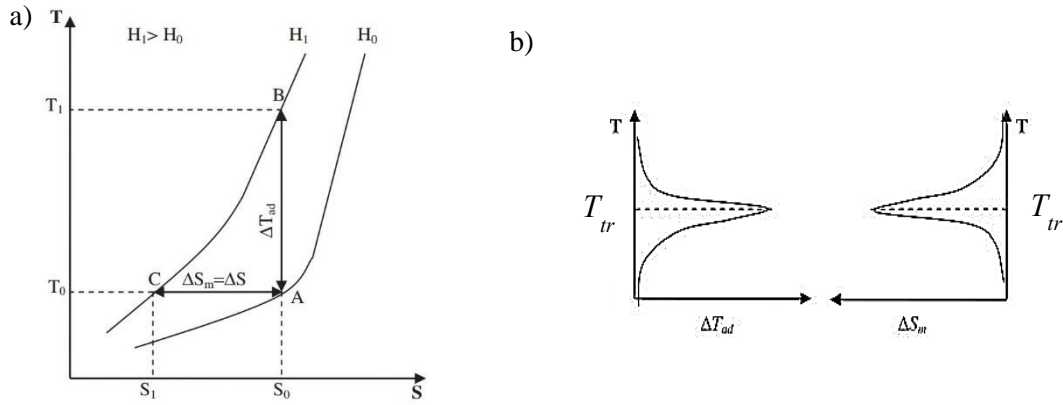 a)
T
H₁> H₀
H₁
H₀
T₁
B
ΔT_ad
C
ΔS_m=ΔS
T₀
A
S₁
S₀
S
b)
T
T
T_tr
T_tr
ΔT_ad
ΔS_m